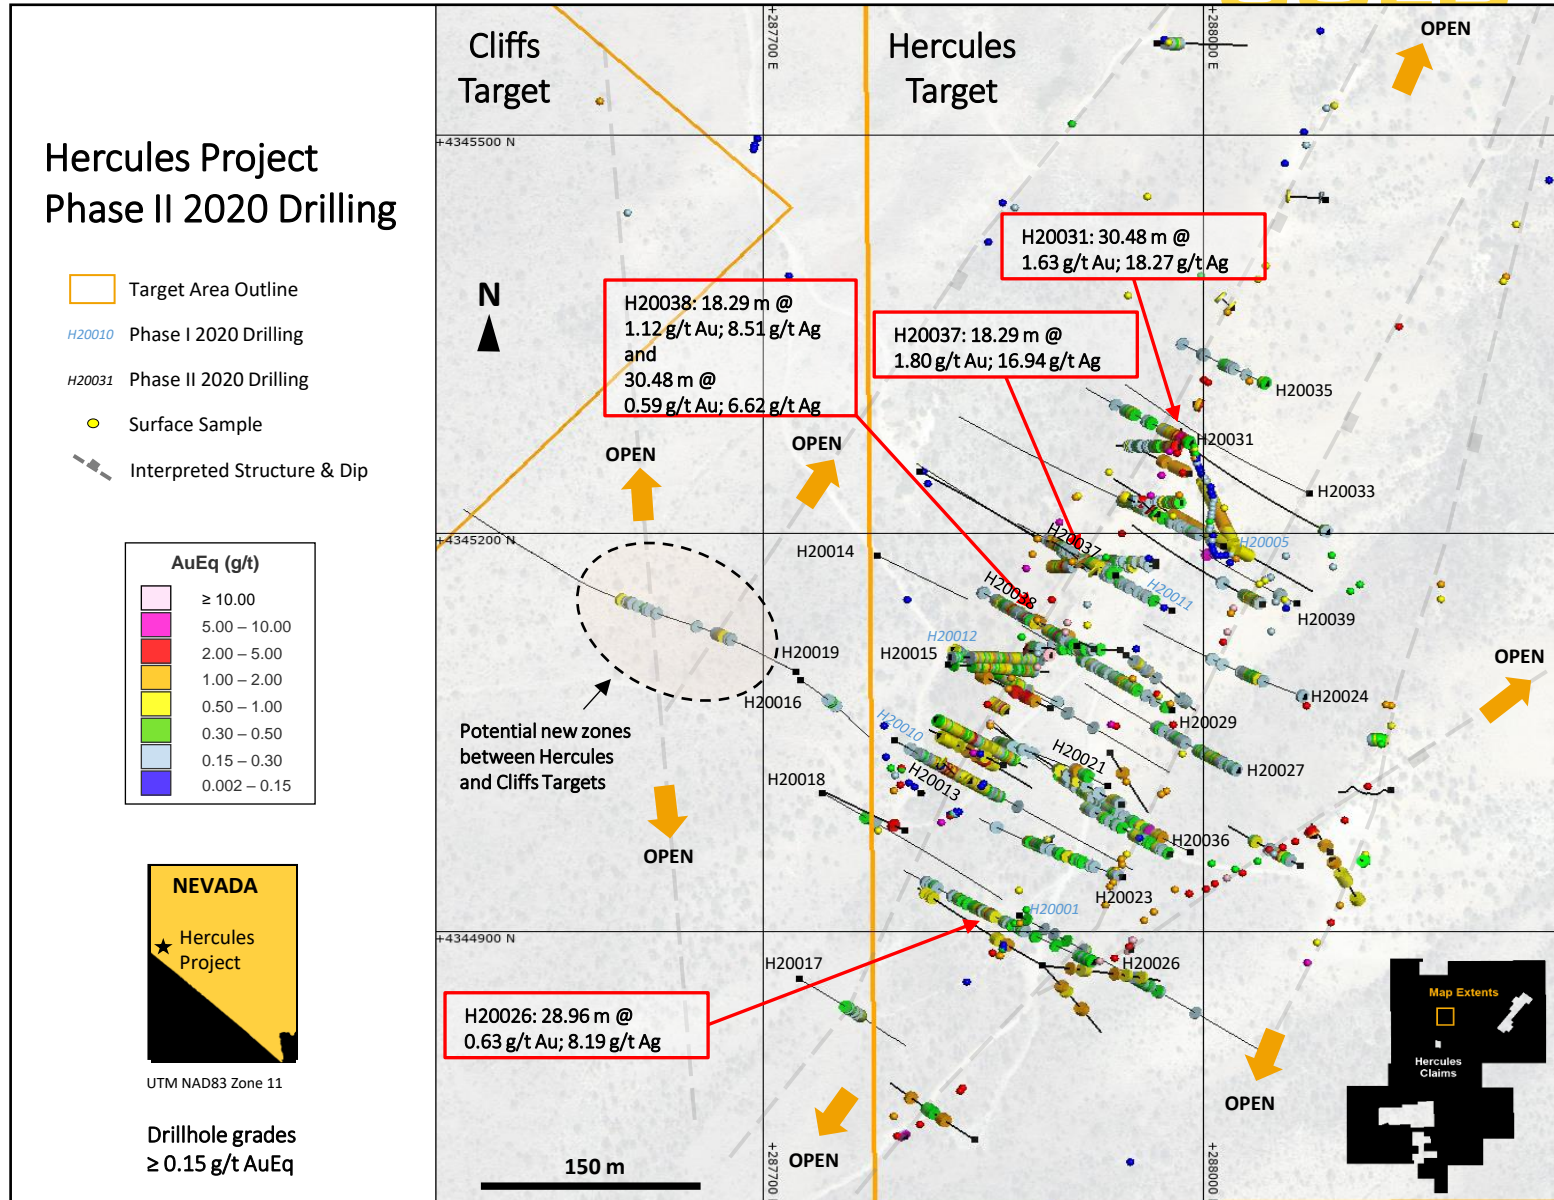 Hercules Project
Phase II 2020 Drilling
Target Area Outline
H20010 Phase I 2020 Drilling
H20031 Phase II 2020 Drilling
Surface Sample
Interpreted Structure & Dip
AuEq (g/t)
≥ 10.00
5.00 – 10.00
2.00 – 5.00
1.00 – 2.00
0.50 – 1.00
0.30 – 0.50
0.15 – 0.30
0.002 – 0.15
NEVADA
Hercules
Project
UTM NAD83 Zone 11
Drillhole grades
≥ 0.15 g/t AuEq
Cliffs
Target
Hercules
Target
+287700 E
+288000 E
OPEN
+4345500 N
N
H20031: 30.48 m @
1.63 g/t Au; 18.27 g/t Ag
H20038: 18.29 m @
1.12 g/t Au; 8.51 g/t Ag
and
30.48 m @
0.59 g/t Au; 6.62 g/t Ag
H20037: 18.29 m @
1.80 g/t Au; 16.94 g/t Ag
H20035
H20031
OPEN
OPEN
H20033
+4345200 N
H20014
H20037
H20005
H20038
H20011
H20039
H20012
H20015
H20019
H20016
H20024
OPEN
H20029
Potential new zones
between Hercules
and Cliffs Targets
H20010
H20021
H20027
H20013
H20018
H20036
OPEN
H20023
H20001
+4344900 N
H20017
H20026
H20026: 28.96 m @
0.63 g/t Au; 8.19 g/t Ag
Map Extents
Hercules
Claims
OPEN
OPEN
150 m
+287700 E
+288000 E